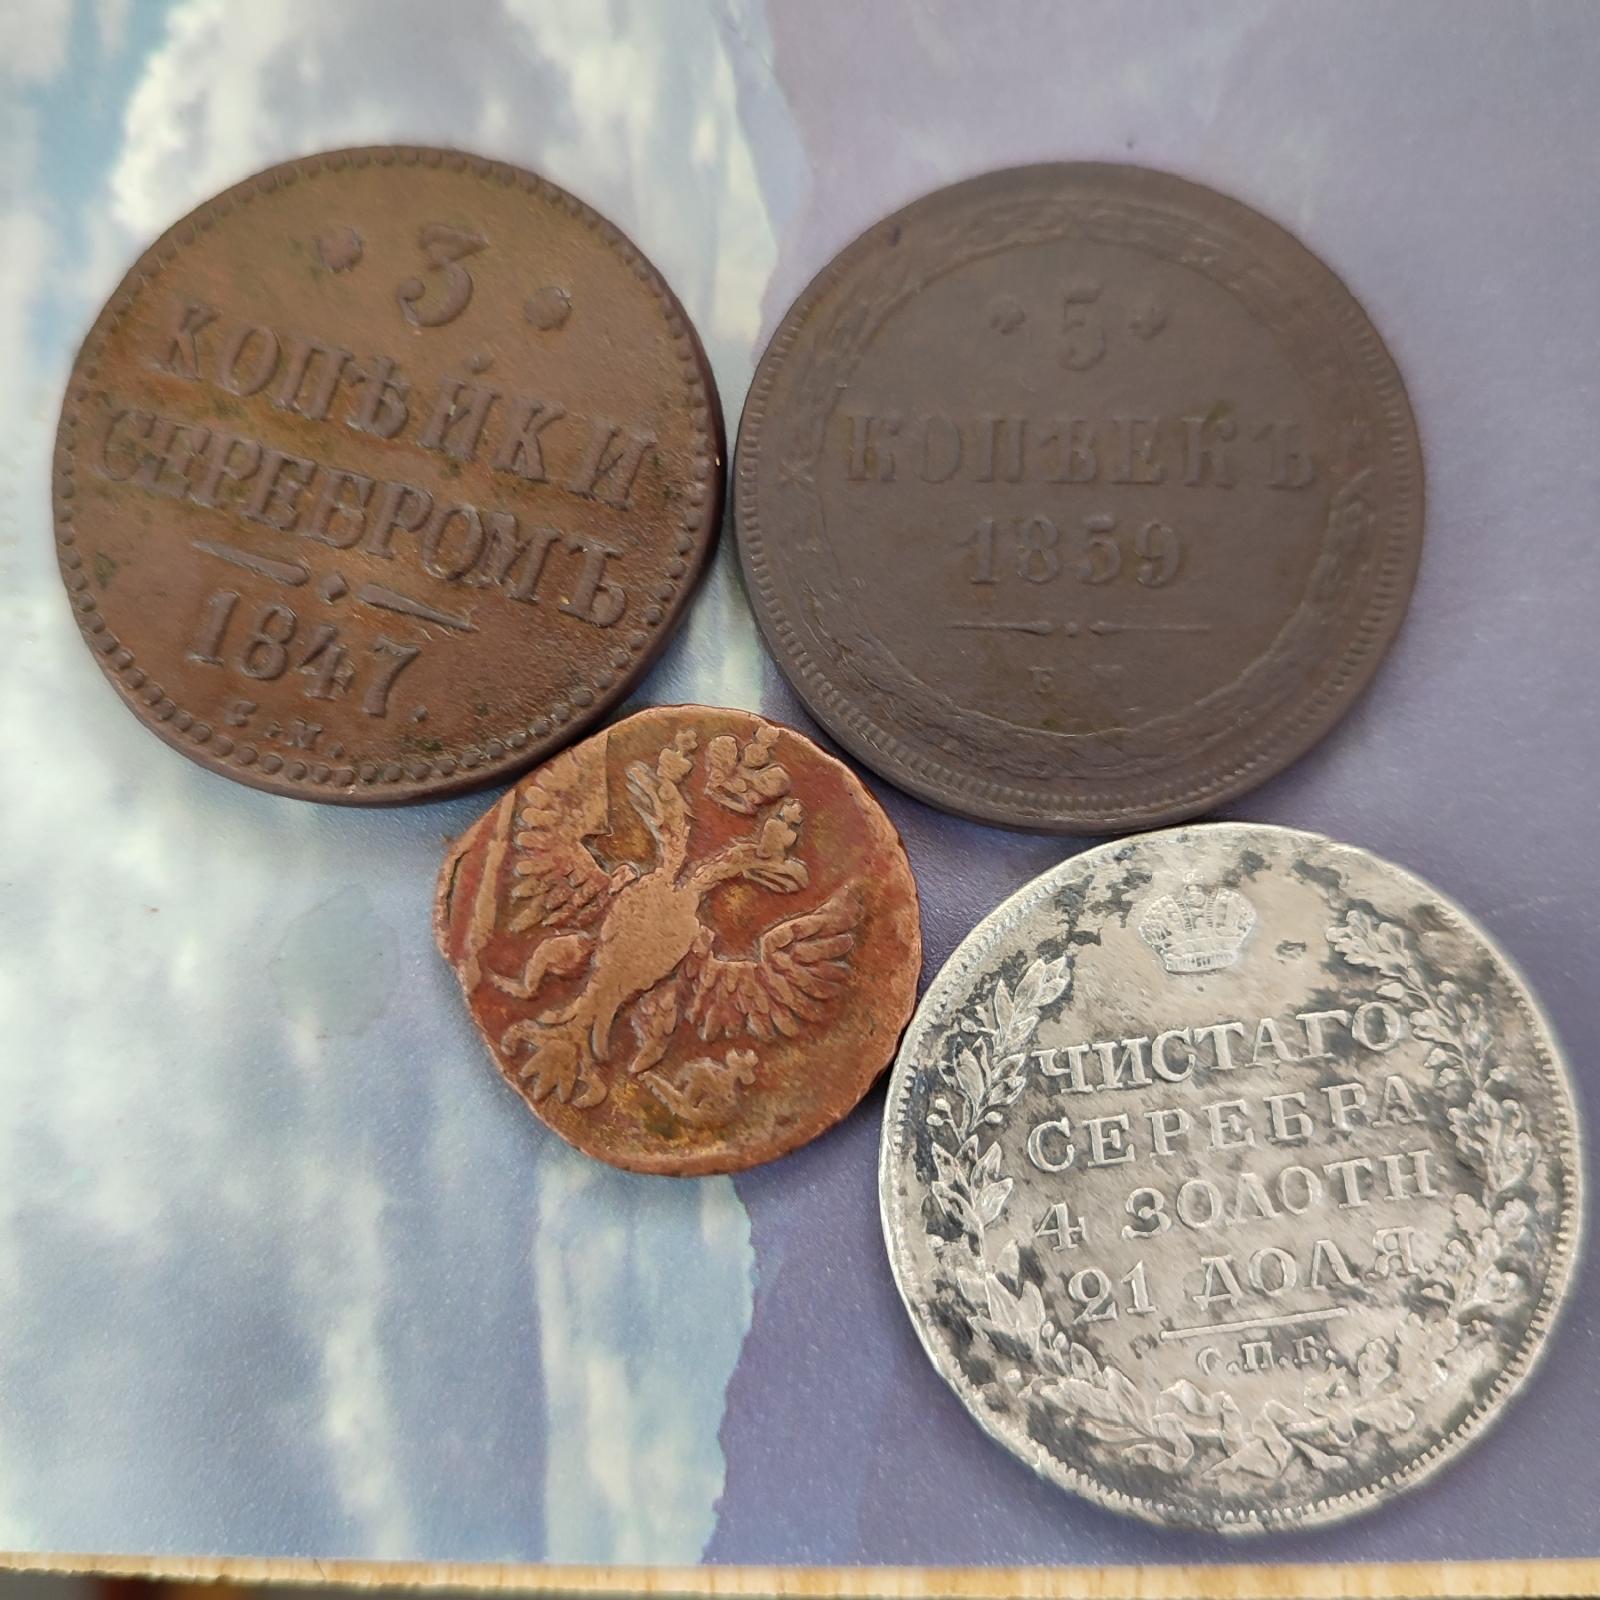 3
КОПѢЙКИ
СЕРЕБРОМЪ
1847.
С.М.
5
КОПѢЕКЪ
1859
Е М
ЧИСТАГО
СЕРЕБРА
4 ЗОЛОТН
21 ДОЛЯ
С.П.Б.